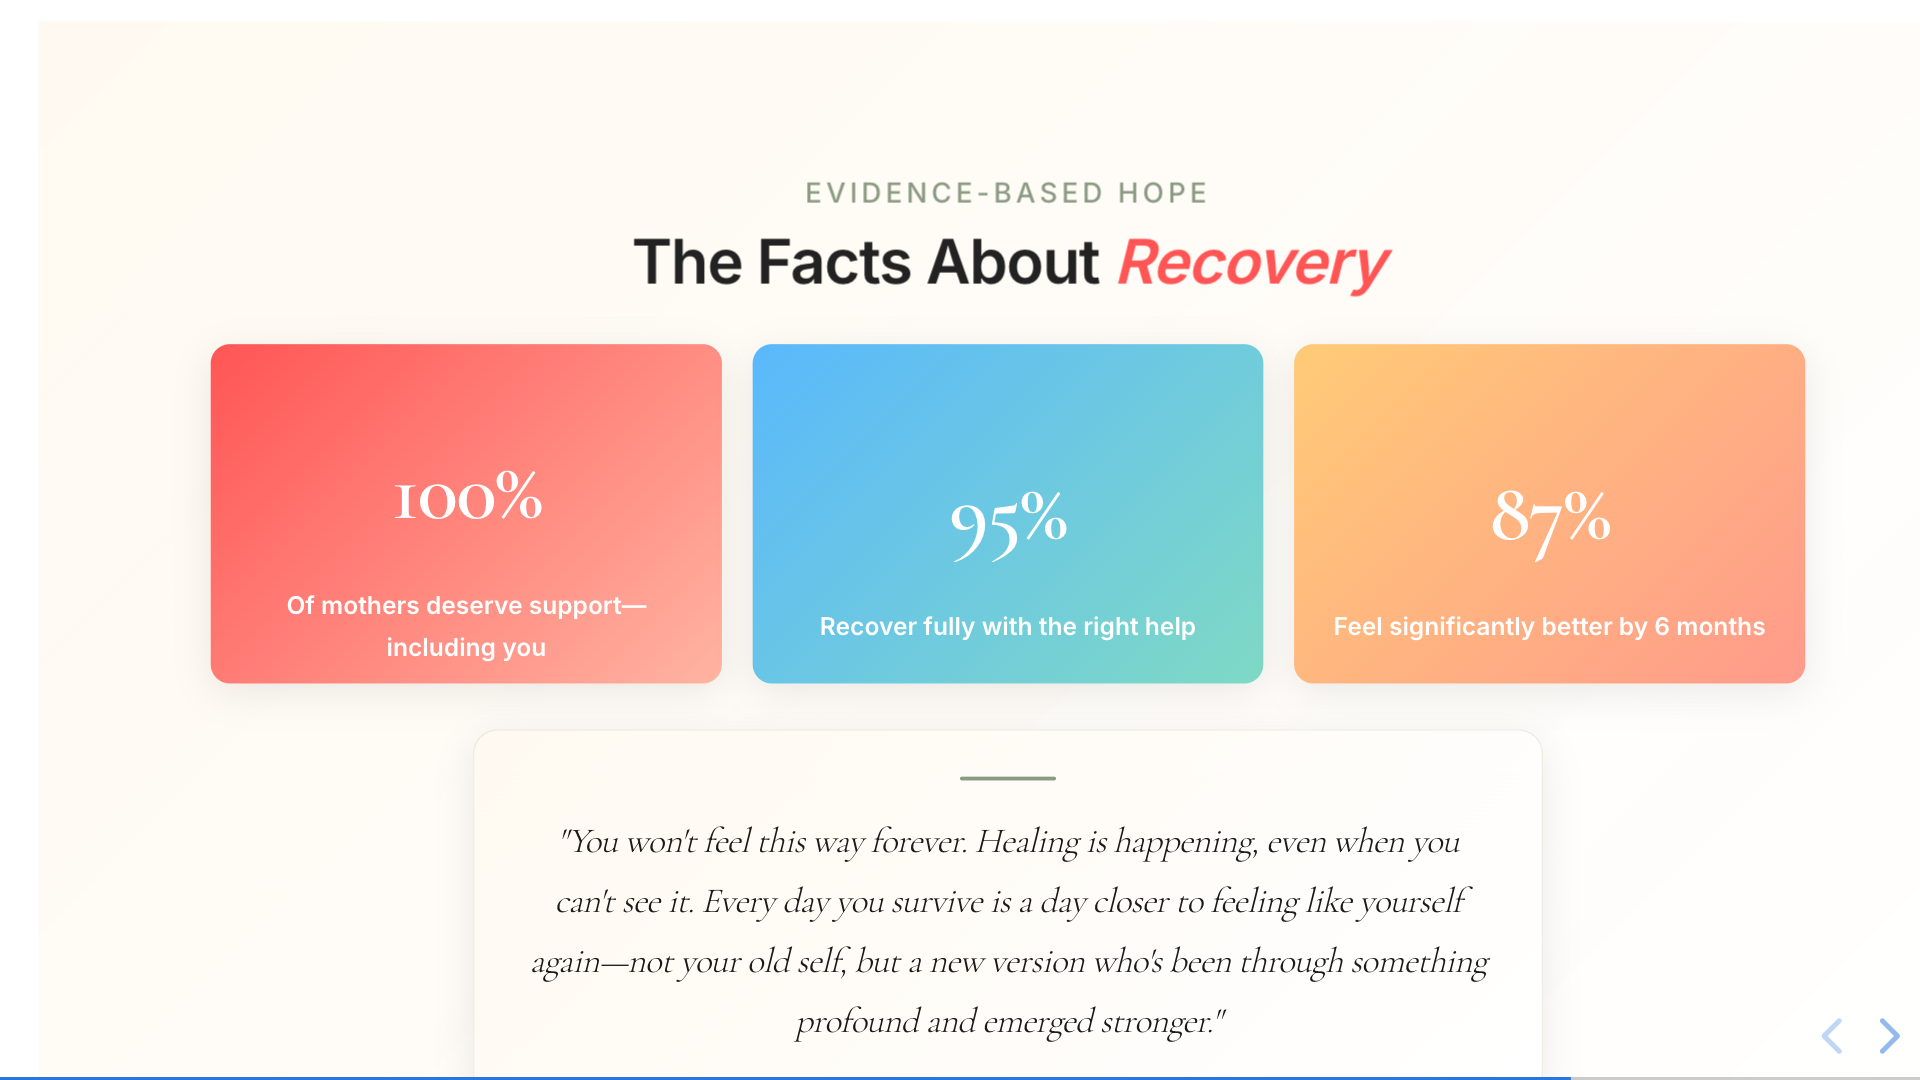 EVIDENCE-BASED HOPE
The Facts About Recovery
100%
Of mothers deserve support—
including you
95%
Recover fully with the right help
87%
Feel significantly better by 6 months
"You won't feel this way forever. Healing is happening, even when you
can't see it. Every day you survive is a day closer to feeling like yourself
again—not your old self, but a new version who's been through something
profound and emerged stronger."